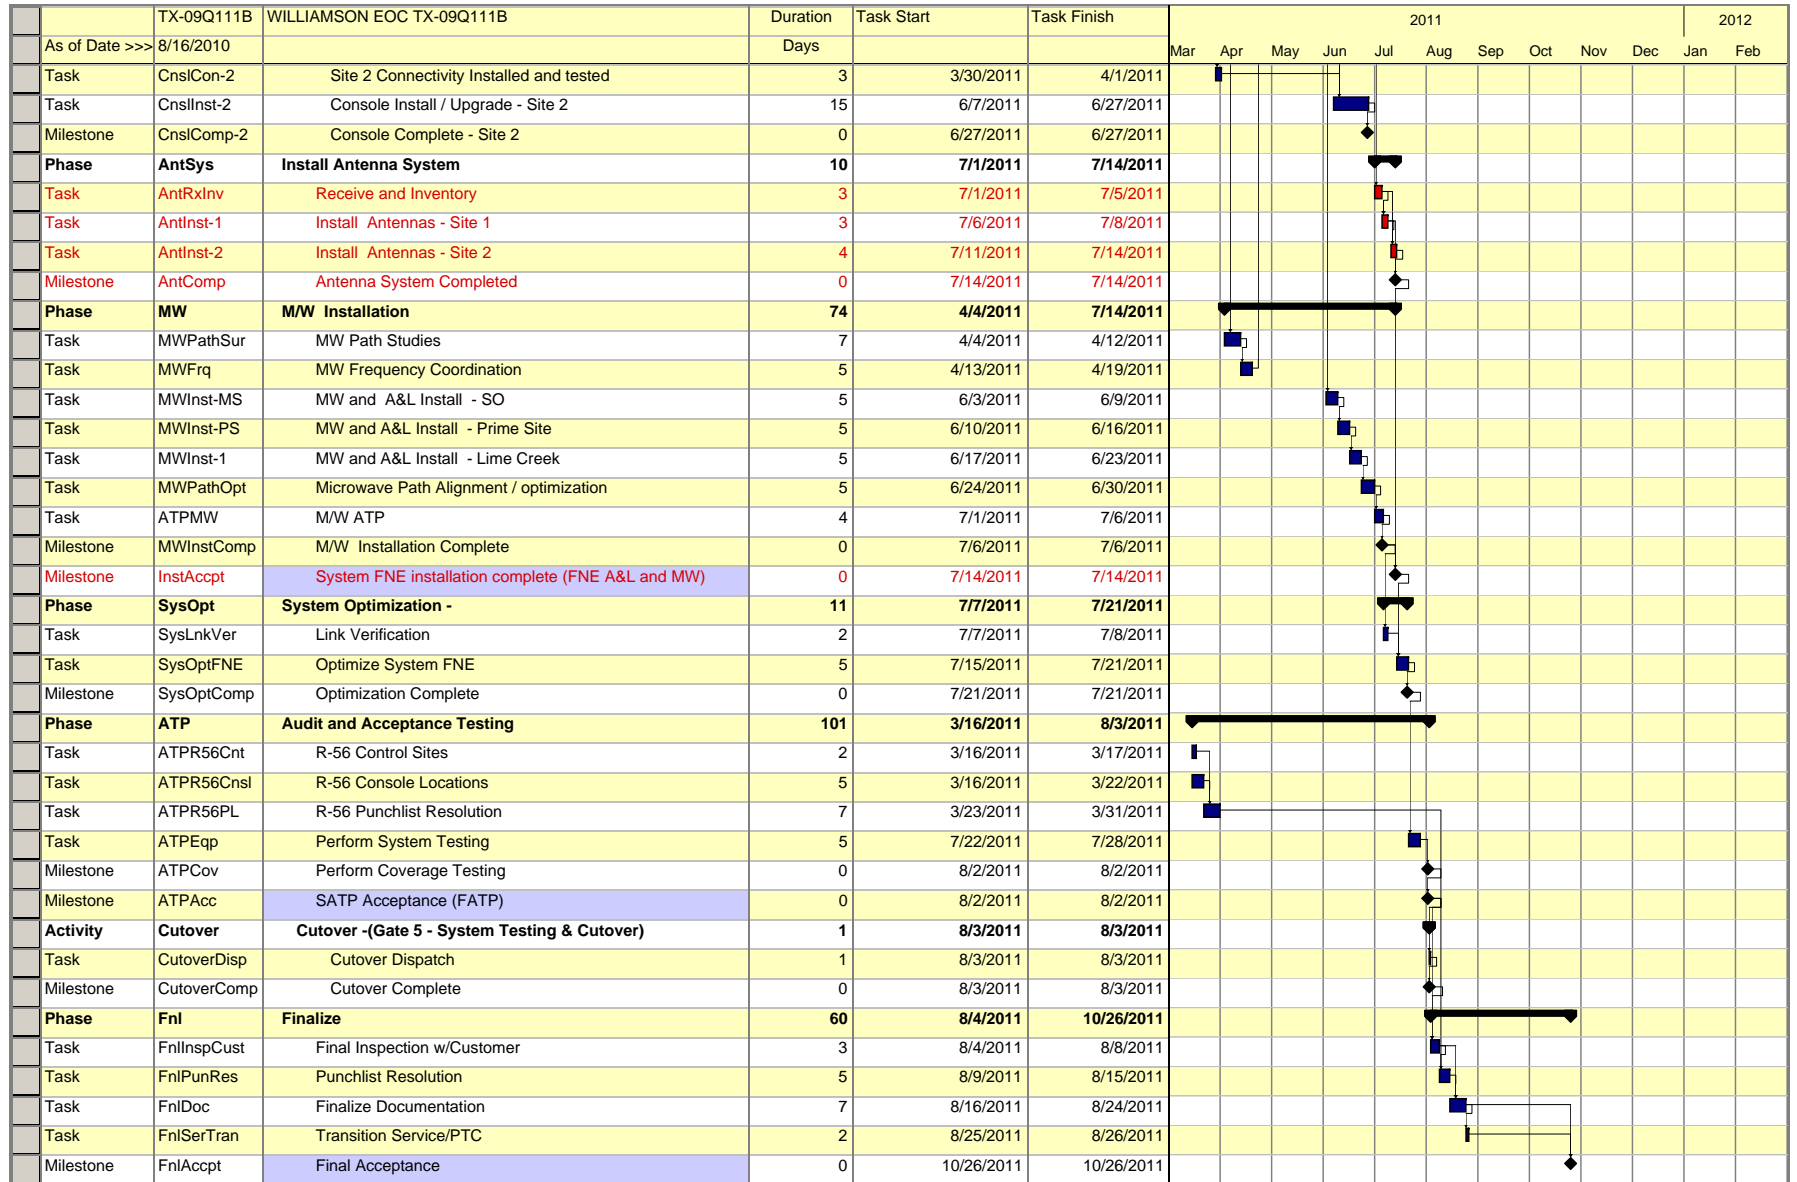 TX-09Q111B WILLIAMSON EOC TX-09Q111B Duration Task Start Task Finish 2011 2012
As of Date >>> 8/16/2010 Days Mar Apr May Jun Jul Aug Sep Oct Nov Dec Jan Feb
Task CnslCon-2 Site 2 Connectivity Installed and tested 3 3/30/2011 4/1/2011
Task CnslInst-2 Console Install / Upgrade - Site 2 15 6/7/2011 6/27/2011
Milestone CnslComp-2 Console Complete - Site 2 0 6/27/2011 6/27/2011
Phase AntSys Install Antenna System 10 7/1/2011 7/14/2011
Task AntRxInv Receive and Inventory 3 7/1/2011 7/5/2011
Task AntInst-1 Install Antennas - Site 1 3 7/6/2011 7/8/2011
Task AntInst-2 Install Antennas - Site 2 4 7/11/2011 7/14/2011
Milestone AntComp Antenna System Completed 0 7/14/2011 7/14/2011
Phase MW M/W Installation 74 4/4/2011 7/14/2011
Task MWPathSur MW Path Studies 7 4/4/2011 4/12/2011
Task MWFrq MW Frequency Coordination 5 4/13/2011 4/19/2011
Task MWInst-MS MW and A&L Install - SO 5 6/3/2011 6/9/2011
Task MWInst-PS MW and A&L Install - Prime Site 5 6/10/2011 6/16/2011
Task MWInst-1 MW and A&L Install - Lime Creek 5 6/17/2011 6/23/2011
Task MWPathOpt Microwave Path Alignment / optimization 5 6/24/2011 6/30/2011
Task ATPMW M/W ATP 4 7/1/2011 7/6/2011
Milestone MWInstComp M/W Installation Complete 0 7/6/2011 7/6/2011
Milestone InstAccpt System FNE installation complete (FNE A&L and MW) 0 7/14/2011 7/14/2011
Phase SysOpt System Optimization - 11 7/7/2011 7/21/2011
Task SysLnkVer Link Verification 2 7/7/2011 7/8/2011
Task SysOptFNE Optimize System FNE 5 7/15/2011 7/21/2011
Milestone SysOptComp Optimization Complete 0 7/21/2011 7/21/2011
Phase ATP Audit and Acceptance Testing 101 3/16/2011 8/3/2011
Task ATPR56Cnt R-56 Control Sites 2 3/16/2011 3/17/2011
Task ATPR56Cnsl R-56 Console Locations 5 3/16/2011 3/22/2011
Task ATPR56PL R-56 Punchlist Resolution 7 3/23/2011 3/31/2011
Task ATPEqp Perform System Testing 5 7/22/2011 7/28/2011
Milestone ATPCov Perform Coverage Testing 0 8/2/2011 8/2/2011
Milestone ATPAcc SATP Acceptance (FATP) 0 8/2/2011 8/2/2011
Activity Cutover Cutover -(Gate 5 - System Testing & Cutover) 1 8/3/2011 8/3/2011
Task CutoverDisp Cutover Dispatch 1 8/3/2011 8/3/2011
Milestone CutoverComp Cutover Complete 0 8/3/2011 8/3/2011
Phase Fnl Finalize 60 8/4/2011 10/26/2011
Task FnlInspCust Final Inspection w/Customer 3 8/4/2011 8/8/2011
Task FnlPunRes Punchlist Resolution 5 8/9/2011 8/15/2011
Task FnlDoc Finalize Documentation 7 8/16/2011 8/24/2011
Task FnlSerTran Transition Service/PTC 2 8/25/2011 8/26/2011
Milestone FnlAccpt Final Acceptance 0 10/26/2011 10/26/2011